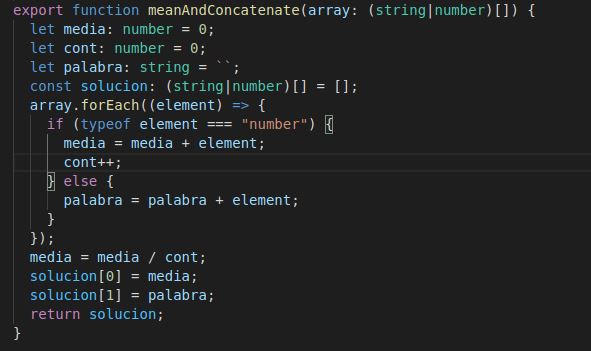 export function meanAndConcatenate(array: (string|number)[]) {
let media: number = 0;
let cont: number = 0;
let palabra: string = ``;
const solucion: (string|number)[] = [];
array.forEach((element) => {
if (typeof element === "number") {
media = media + element;
cont++;
} else {
palabra = palabra + element;
}
});
media = media / cont;
solucion[0] = media;
solucion[1] = palabra;
return solucion;
}